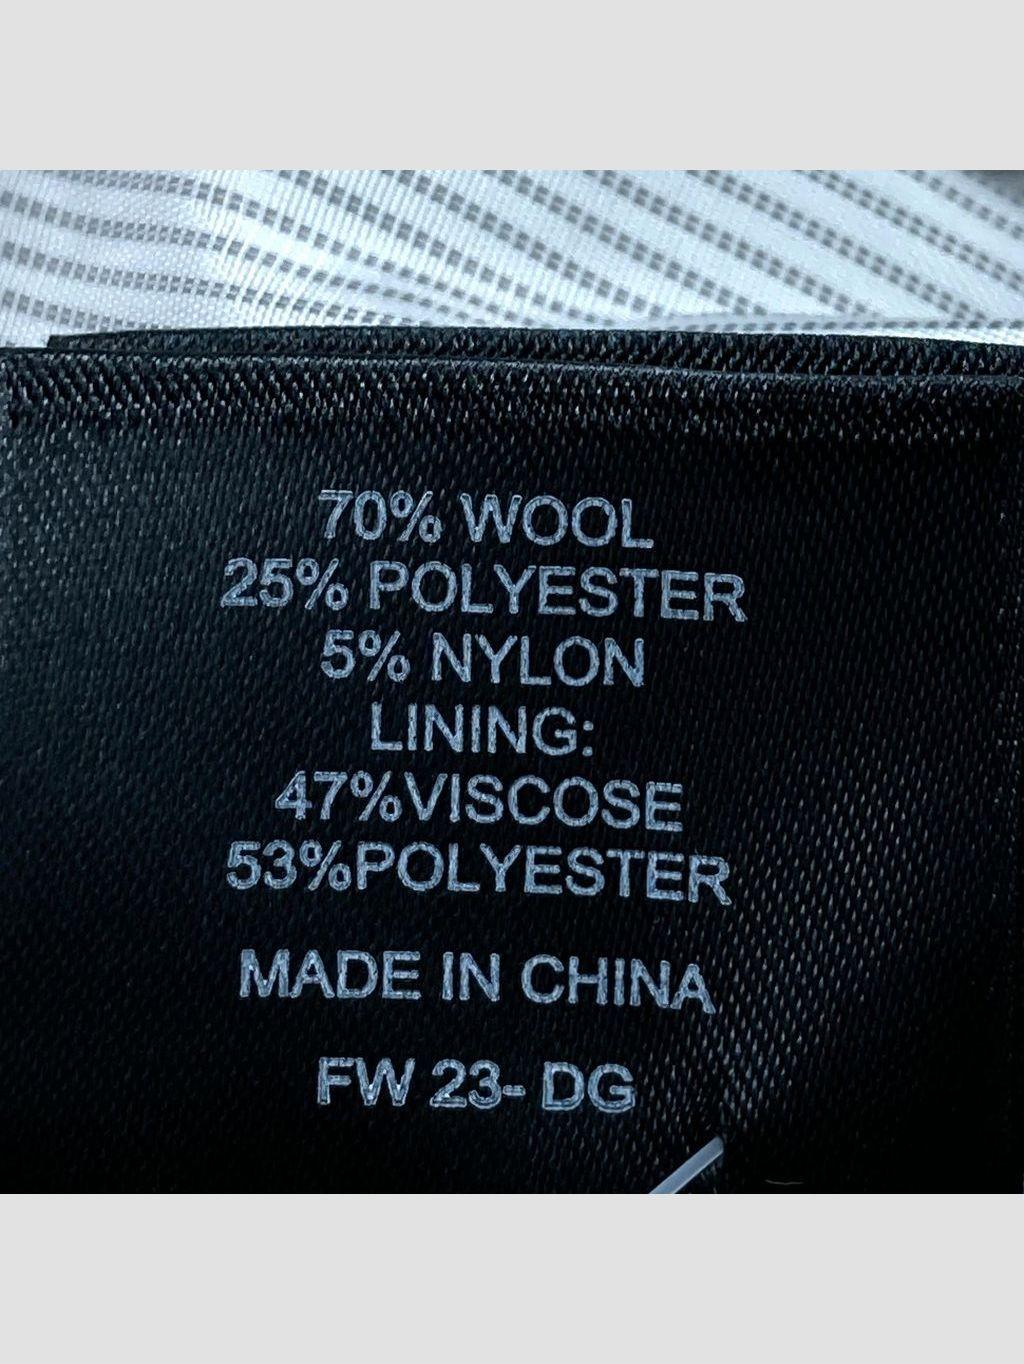 70% WOOL
25% POLYESTER
5% NYLON
LINING:
47%VISCOSE
53%POLYESTER
MADE IN CHINA
FW 23- DG